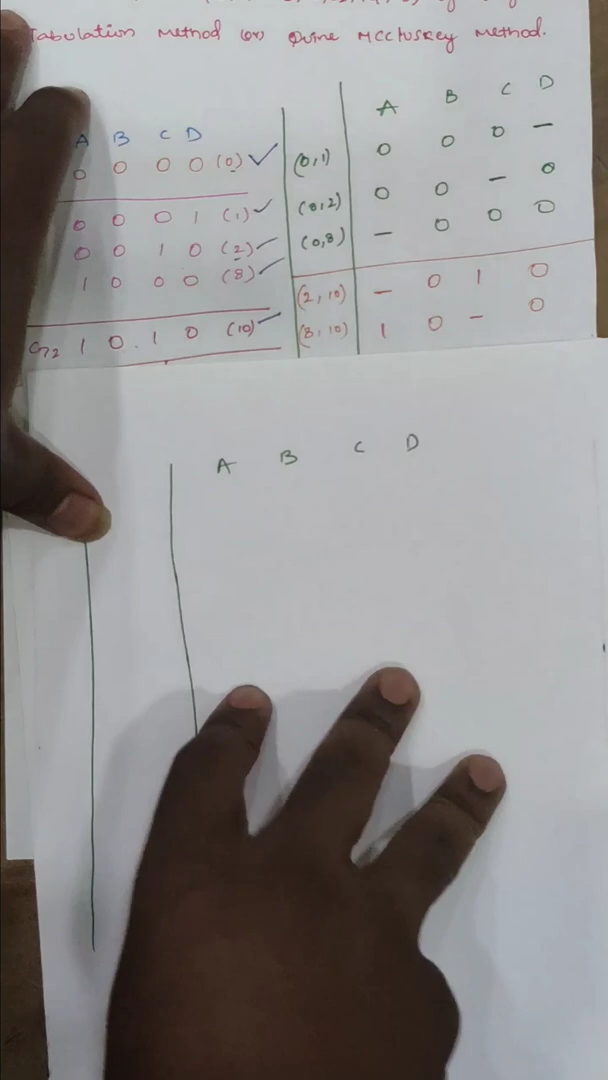 Tabulation Method (or) Quine McCluskey Method.
A B C D
0 0 0 0 (0) ✓
0 0 0 1 (1) ✓
0 0 1 0 (2) ✓
1 0 0 0 (8) ✓
G72 1 0 1 0 (10) ✓
A B C D
(0,1) 0 0 0 -
(0,2) 0 0 - 0
(0,8) - 0 0 0
(2,10) - 0 1 0
(8,10) 1 0 - 0
A B C D